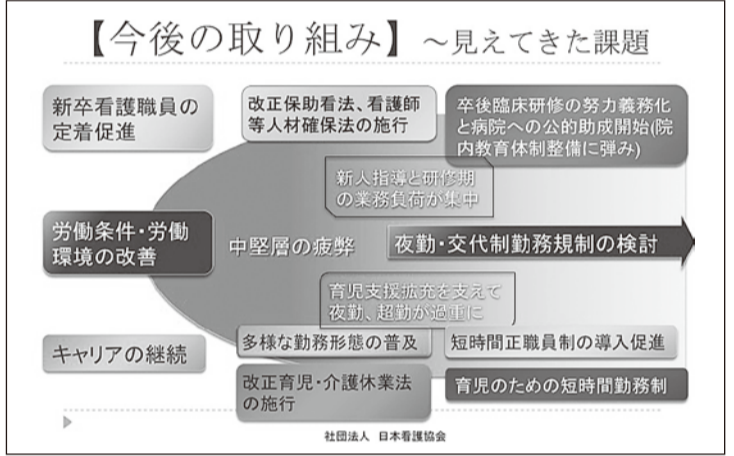 【今後の取り組み】~見えてきた課題
新卒看護職員の
定着促進
改正保助看法、看護師
等人材確保法の施行
卒後臨床研修の努力義務化
と病院への公的助成開始(院
内教育体制整備に弾み)
新人指導と研修期
の業務負荷が集中
労働条件・労働
環境の改善
中堅層の疲弊
夜勤・交代制勤務規制の検討
育児支援拡充を支えて
夜勤、超勤が過重に
キャリアの継続
多様な勤務形態の普及
短時間正職員制の導入促進
改正育児・介護休業法
の施行
育児のための短時間勤務制
社団法人 日本看護協会